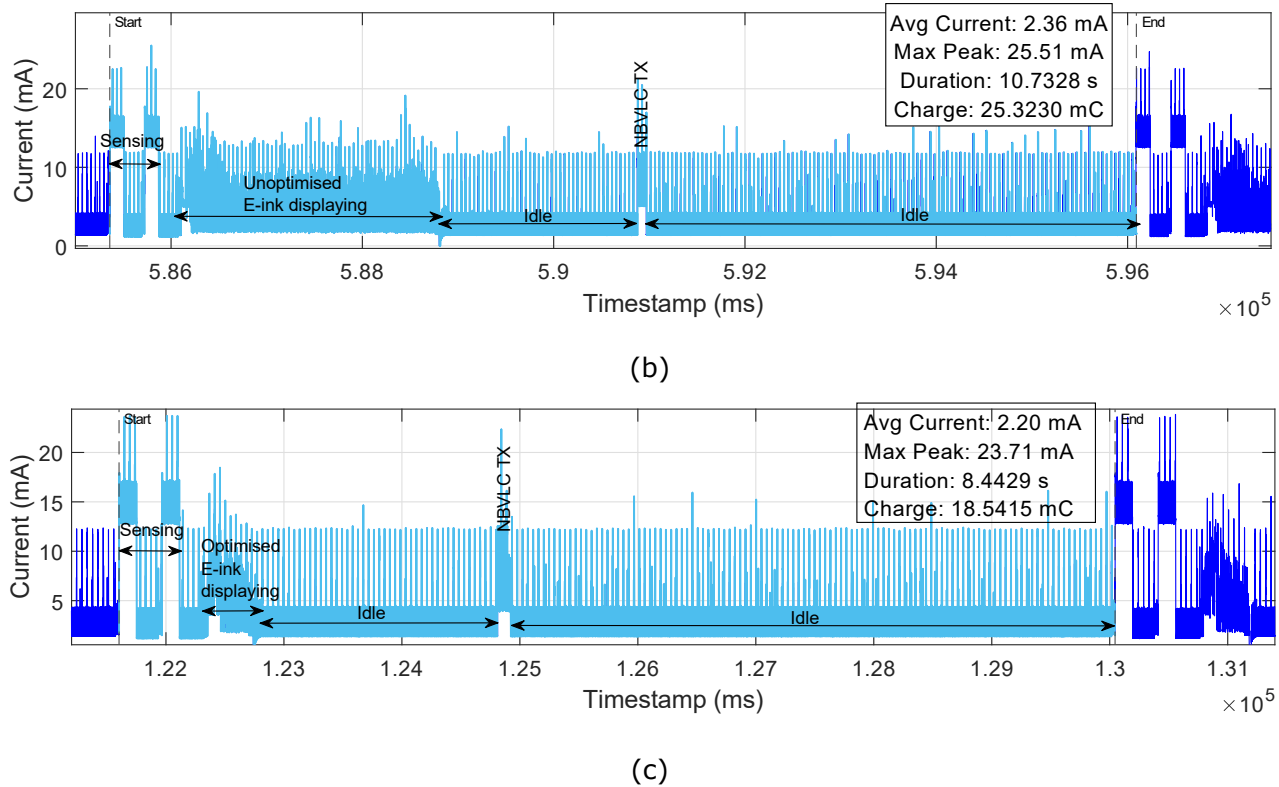 Start
End
Avg Current: 2.36 mA
Max Peak: 25.51 mA
Duration: 10.7328 s
Charge: 25.3230 mC
NBVLC TX
Sensing
Unoptimised
E-ink displaying
Idle
Idle
Current (mA)
20
10
0
5.86
5.88
5.9
5.92
5.94
5.96
Timestamp (ms)
×10⁵
(b)
Start
End
Avg Current: 2.20 mA
Max Peak: 23.71 mA
Duration: 8.4429 s
Charge: 18.5415 mC
NBVLC TX
Sensing
Optimised
E-ink
displaying
Idle
Idle
Current (mA)
20
15
10
5
1.22
1.23
1.24
1.25
1.26
1.27
1.28
1.29
1.3
1.31
Timestamp (ms)
×10⁵
(c)